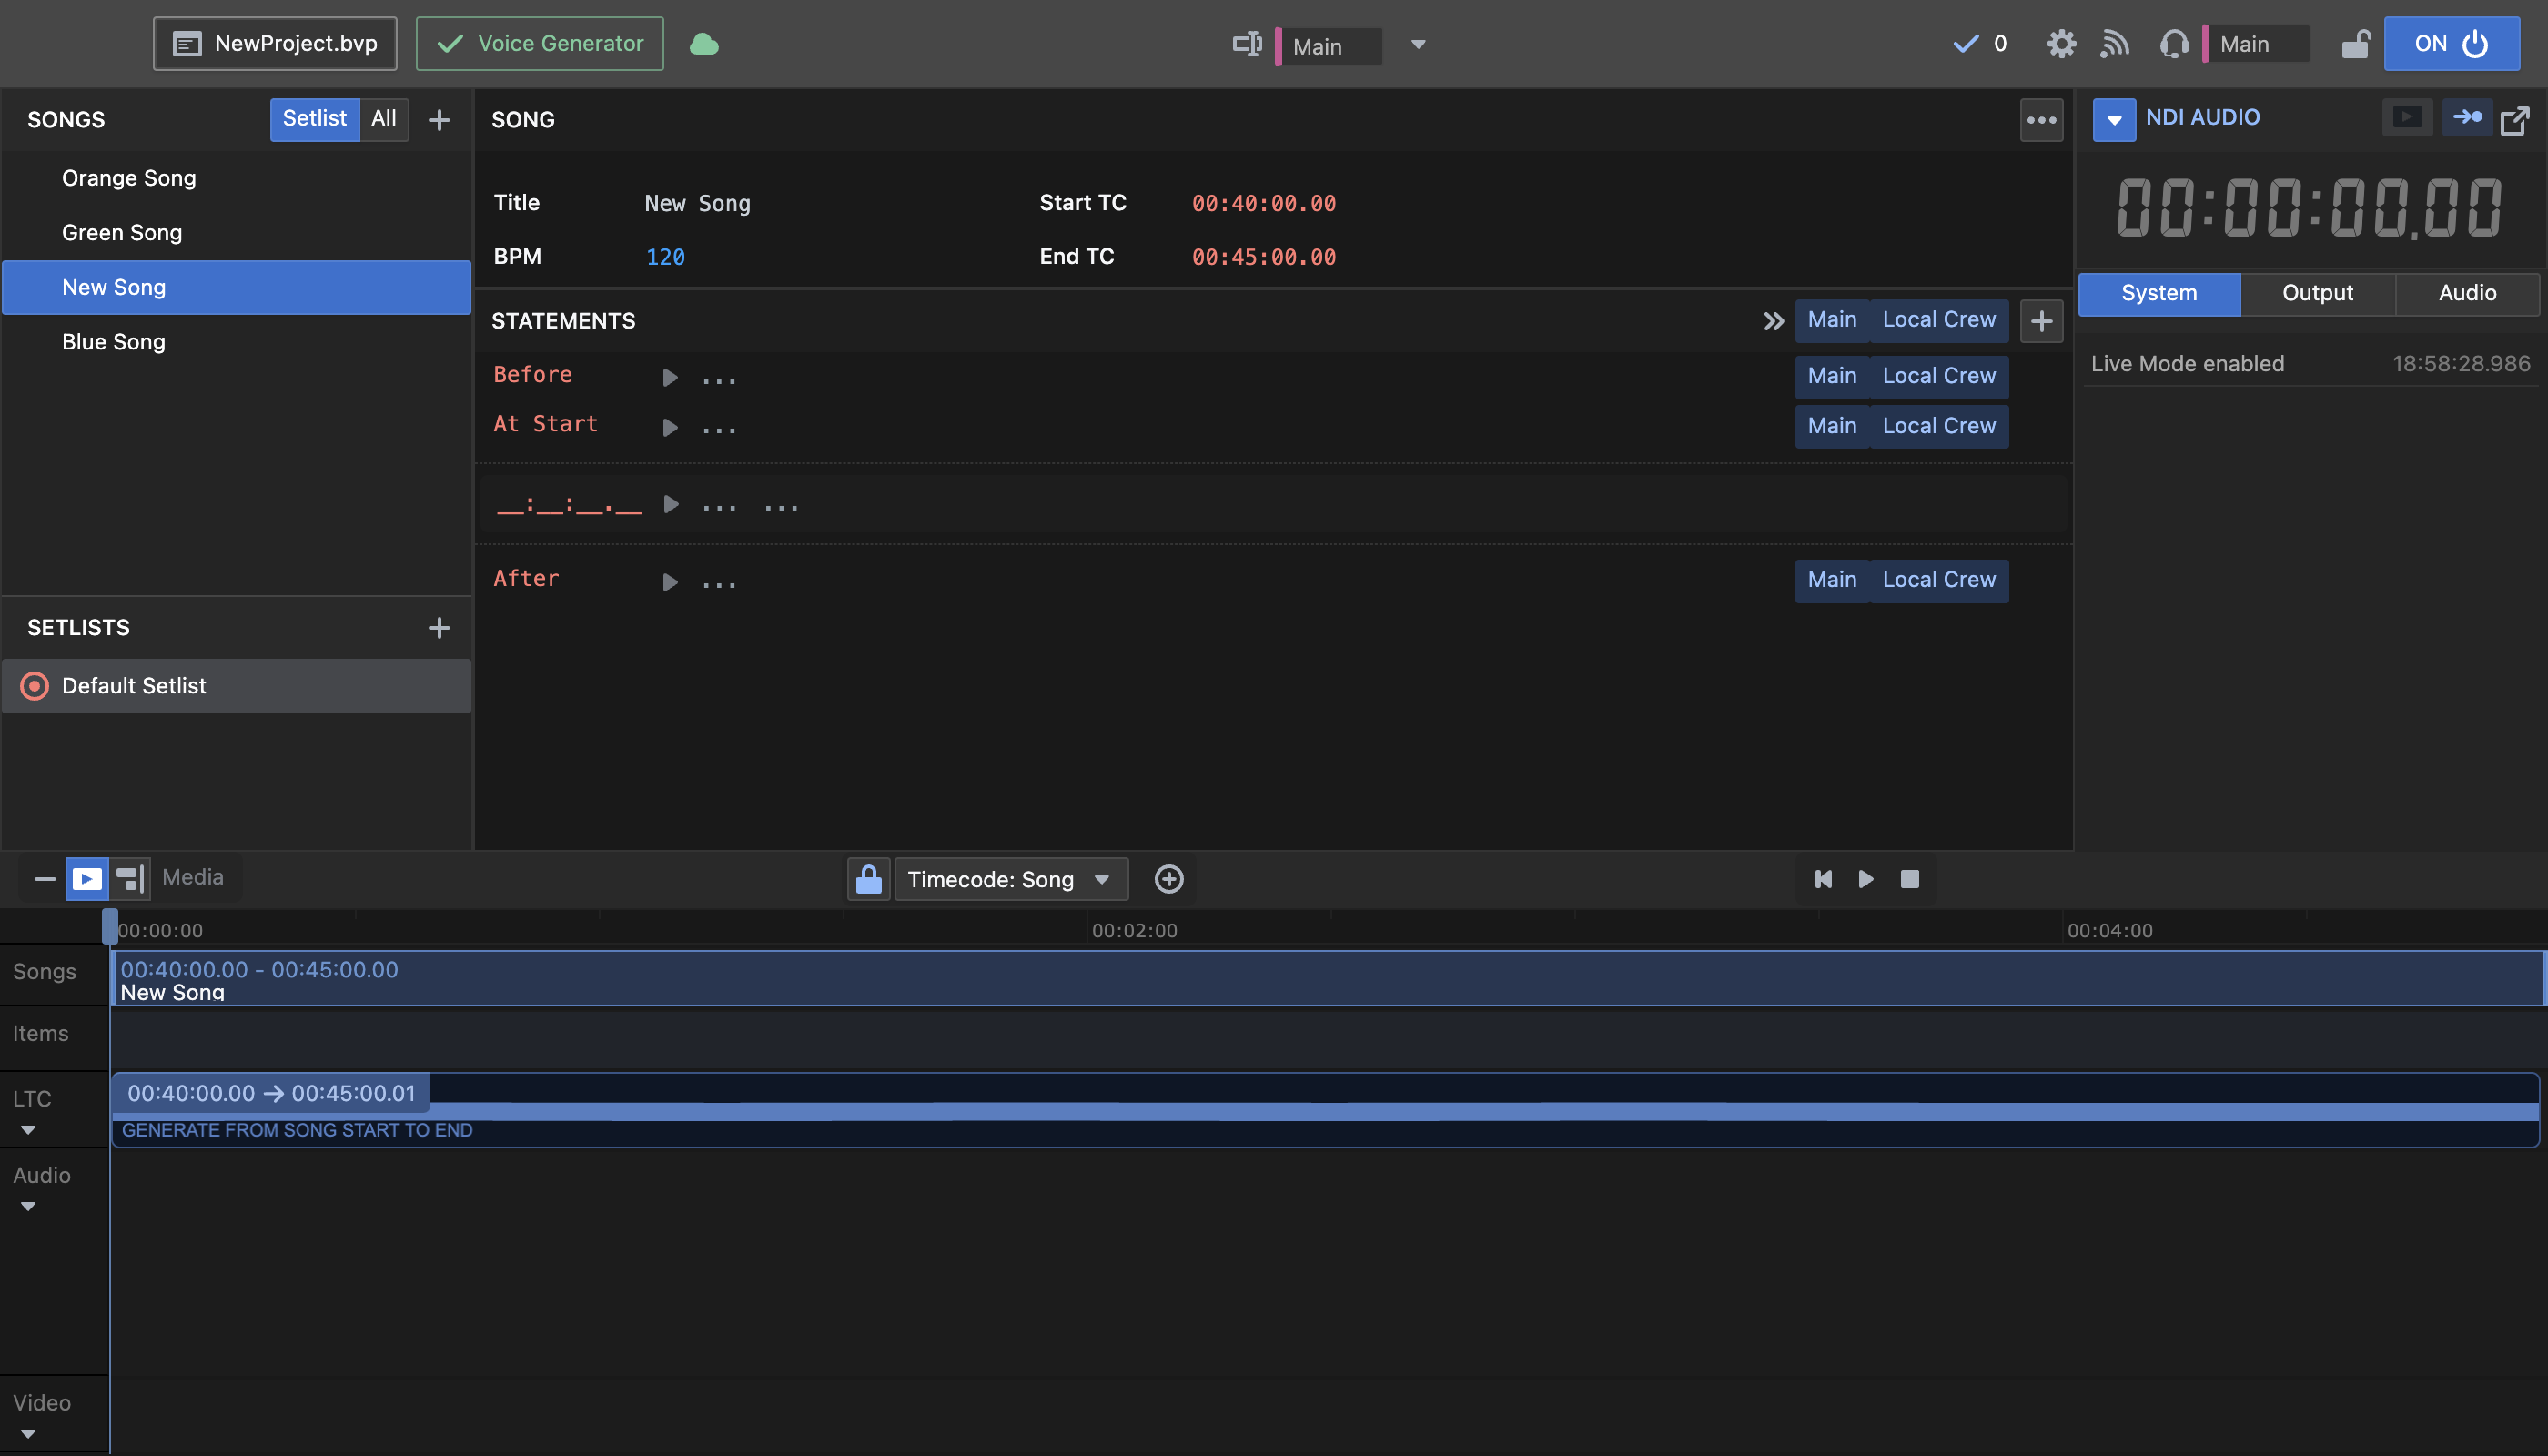 NewProject.bvp Voice Generator Main 0 Main ON
SONGS Setlist All
Orange Song
Green Song
New Song
Blue Song
SETLISTS
Default Setlist
SONG
Title New Song Start TC 00:40:00.00
BPM 120 End TC 00:45:00.00
STATEMENTS Main Local Crew
Before ... Main Local Crew
At Start ... Main Local Crew
__:__:__.__ ... ...
After ... Main Local Crew
NDI AUDIO
00:00:00.00
System Output Audio
Live Mode enabled 18:58:28.986
Media Timecode: Song
00:00:00 00:02:00 00:04:00
Songs
00:40:00.00 - 00:45:00.00
New Song
Items
LTC
00:40:00.00 → 00:45:00.01
GENERATE FROM SONG START TO END
Audio
Video